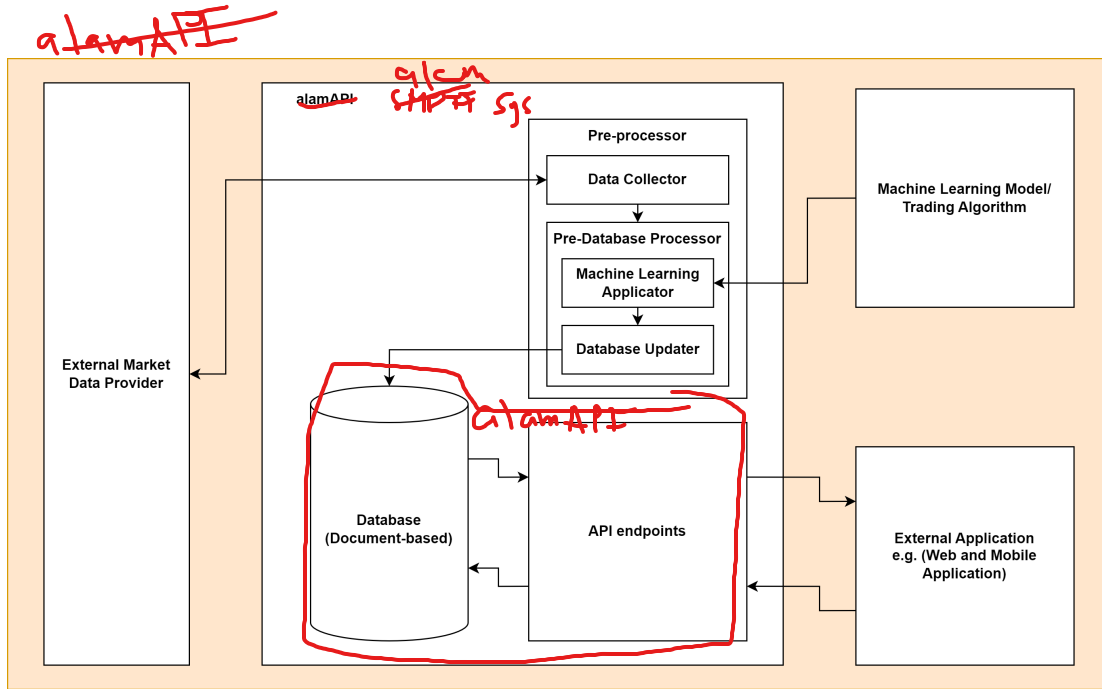 alamAPI
alam
alamAPI
Sys
Pre-processor
Data Collector
Pre-Database Processor
Machine Learning
Applicator
Database Updater
Machine Learning Model/
Trading Algorithm
External Market
Data Provider
alamAPI
Database
(Document-based)
API endpoints
External Application
e.g. (Web and Mobile
Application)